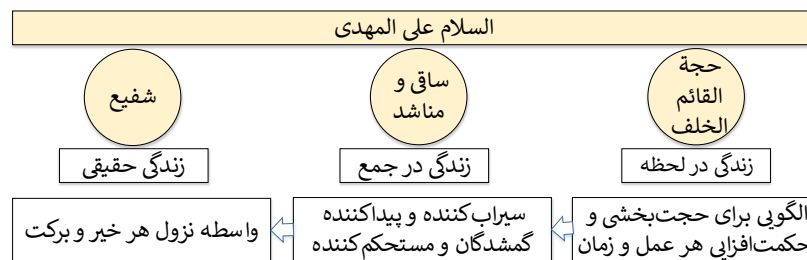 السلام علی المهدی
حجة
القائم
الخلف
ساقی و
مناشد
شفیع
زندگی در لحظه
زندگی در جمع
زندگی حقیقی
الگویی برای حجت‌بخشی و
حکمت‌افزایی هر عمل و زمان
سیراب‌کننده و پیداکننده
گمشدگان و مستحکم‌کننده
واسطه نزول هر خیر و برکت